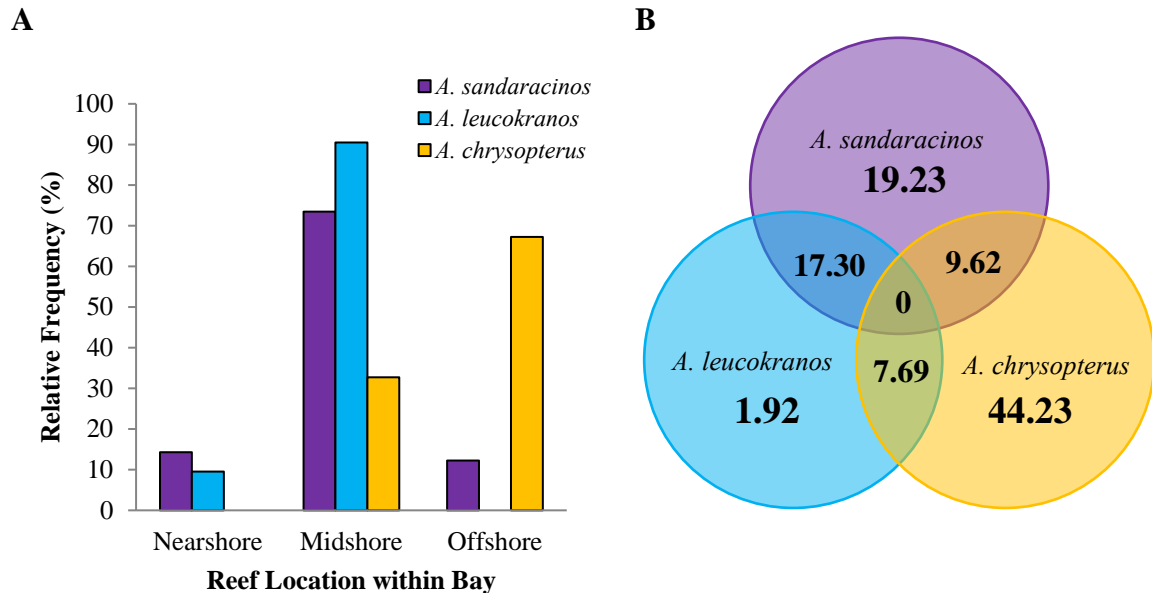 A
A. sandaracinos
A. leucokranos
A. chrysopterus
Relative Frequency (%)
100
90
80
70
60
50
40
30
20
10
0
Nearshore Midshore Offshore
Reef Location within Bay
B
A. sandaracinos
19.23
17.30
9.62
0
A. leucokranos
1.92
7.69
A. chrysopterus
44.23